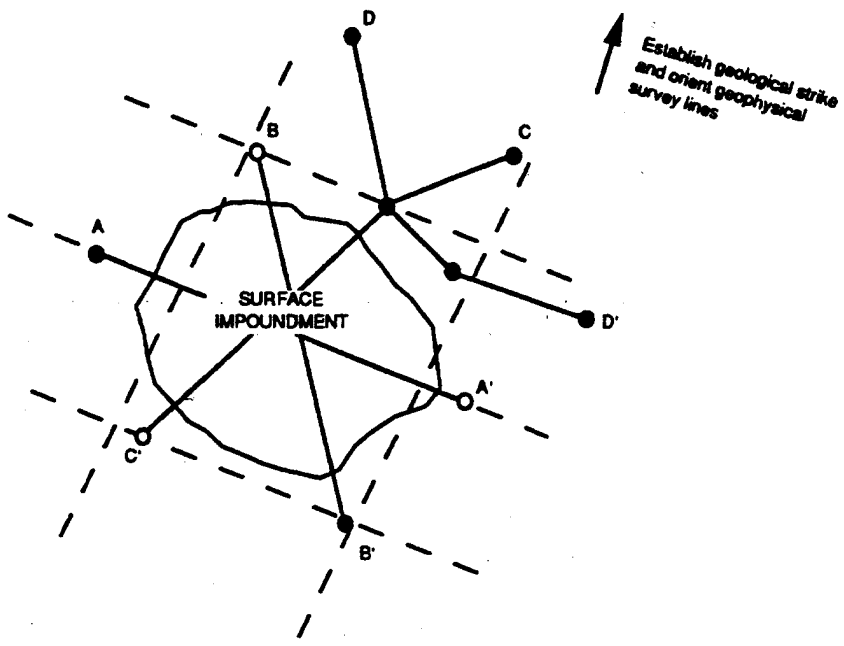 D
Establish geological strike
and orient geophysical
survey lines
B
C
A
SURFACE
IMPOUNDMENT
D'
A'
C'
B'